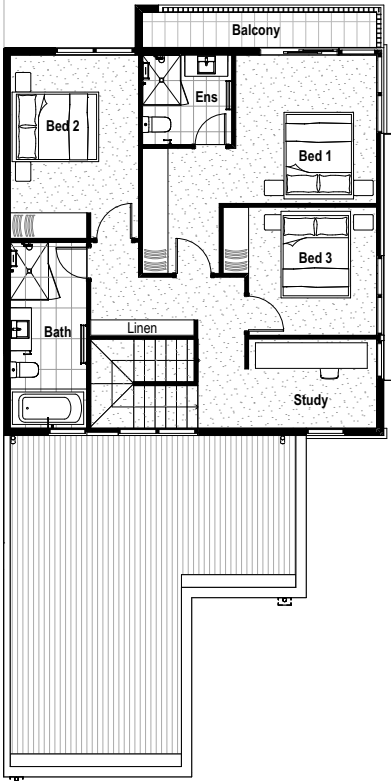 Balcony
Ens
Bed 2
Bed 1
Bed 3
Linen
Bath
Study